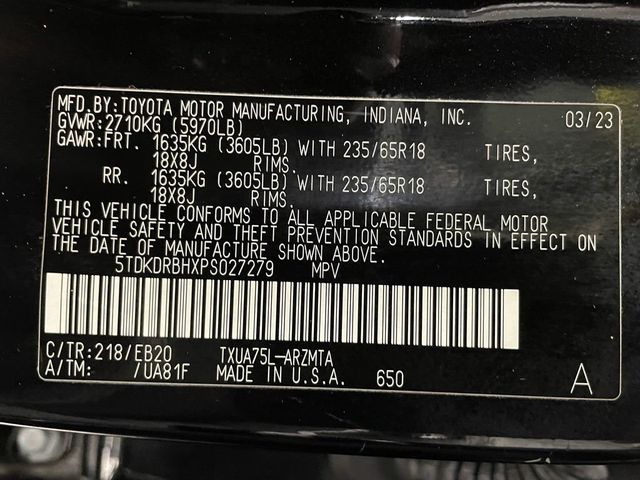 MFD.BY:TOYOTA MOTOR MANUFACTURING, INDIANA, INC. 03/23
GVWR:2710KG (5970LB)
GAWR:FRT. 1635KG (3605LB) WITH 235/65R18 TIRES,
18X8J RIMS.
RR. 1635KG (3605LB) WITH 235/65R18 TIRES,
18X8J RIMS.
THIS VEHICLE CONFORMS TO ALL APPLICABLE FEDERAL MOTOR
VEHICLE SAFETY AND THEFT PREVENTION STANDARDS IN EFFECT ON
THE DATE OF MANUFACTURE SHOWN ABOVE.
5TDKDRBHXPS027279 MPV
C/TR:218/EB20 TXUA75L-ARZMTA
A/TM: /UA81F MADE IN U.S.A. 650 A